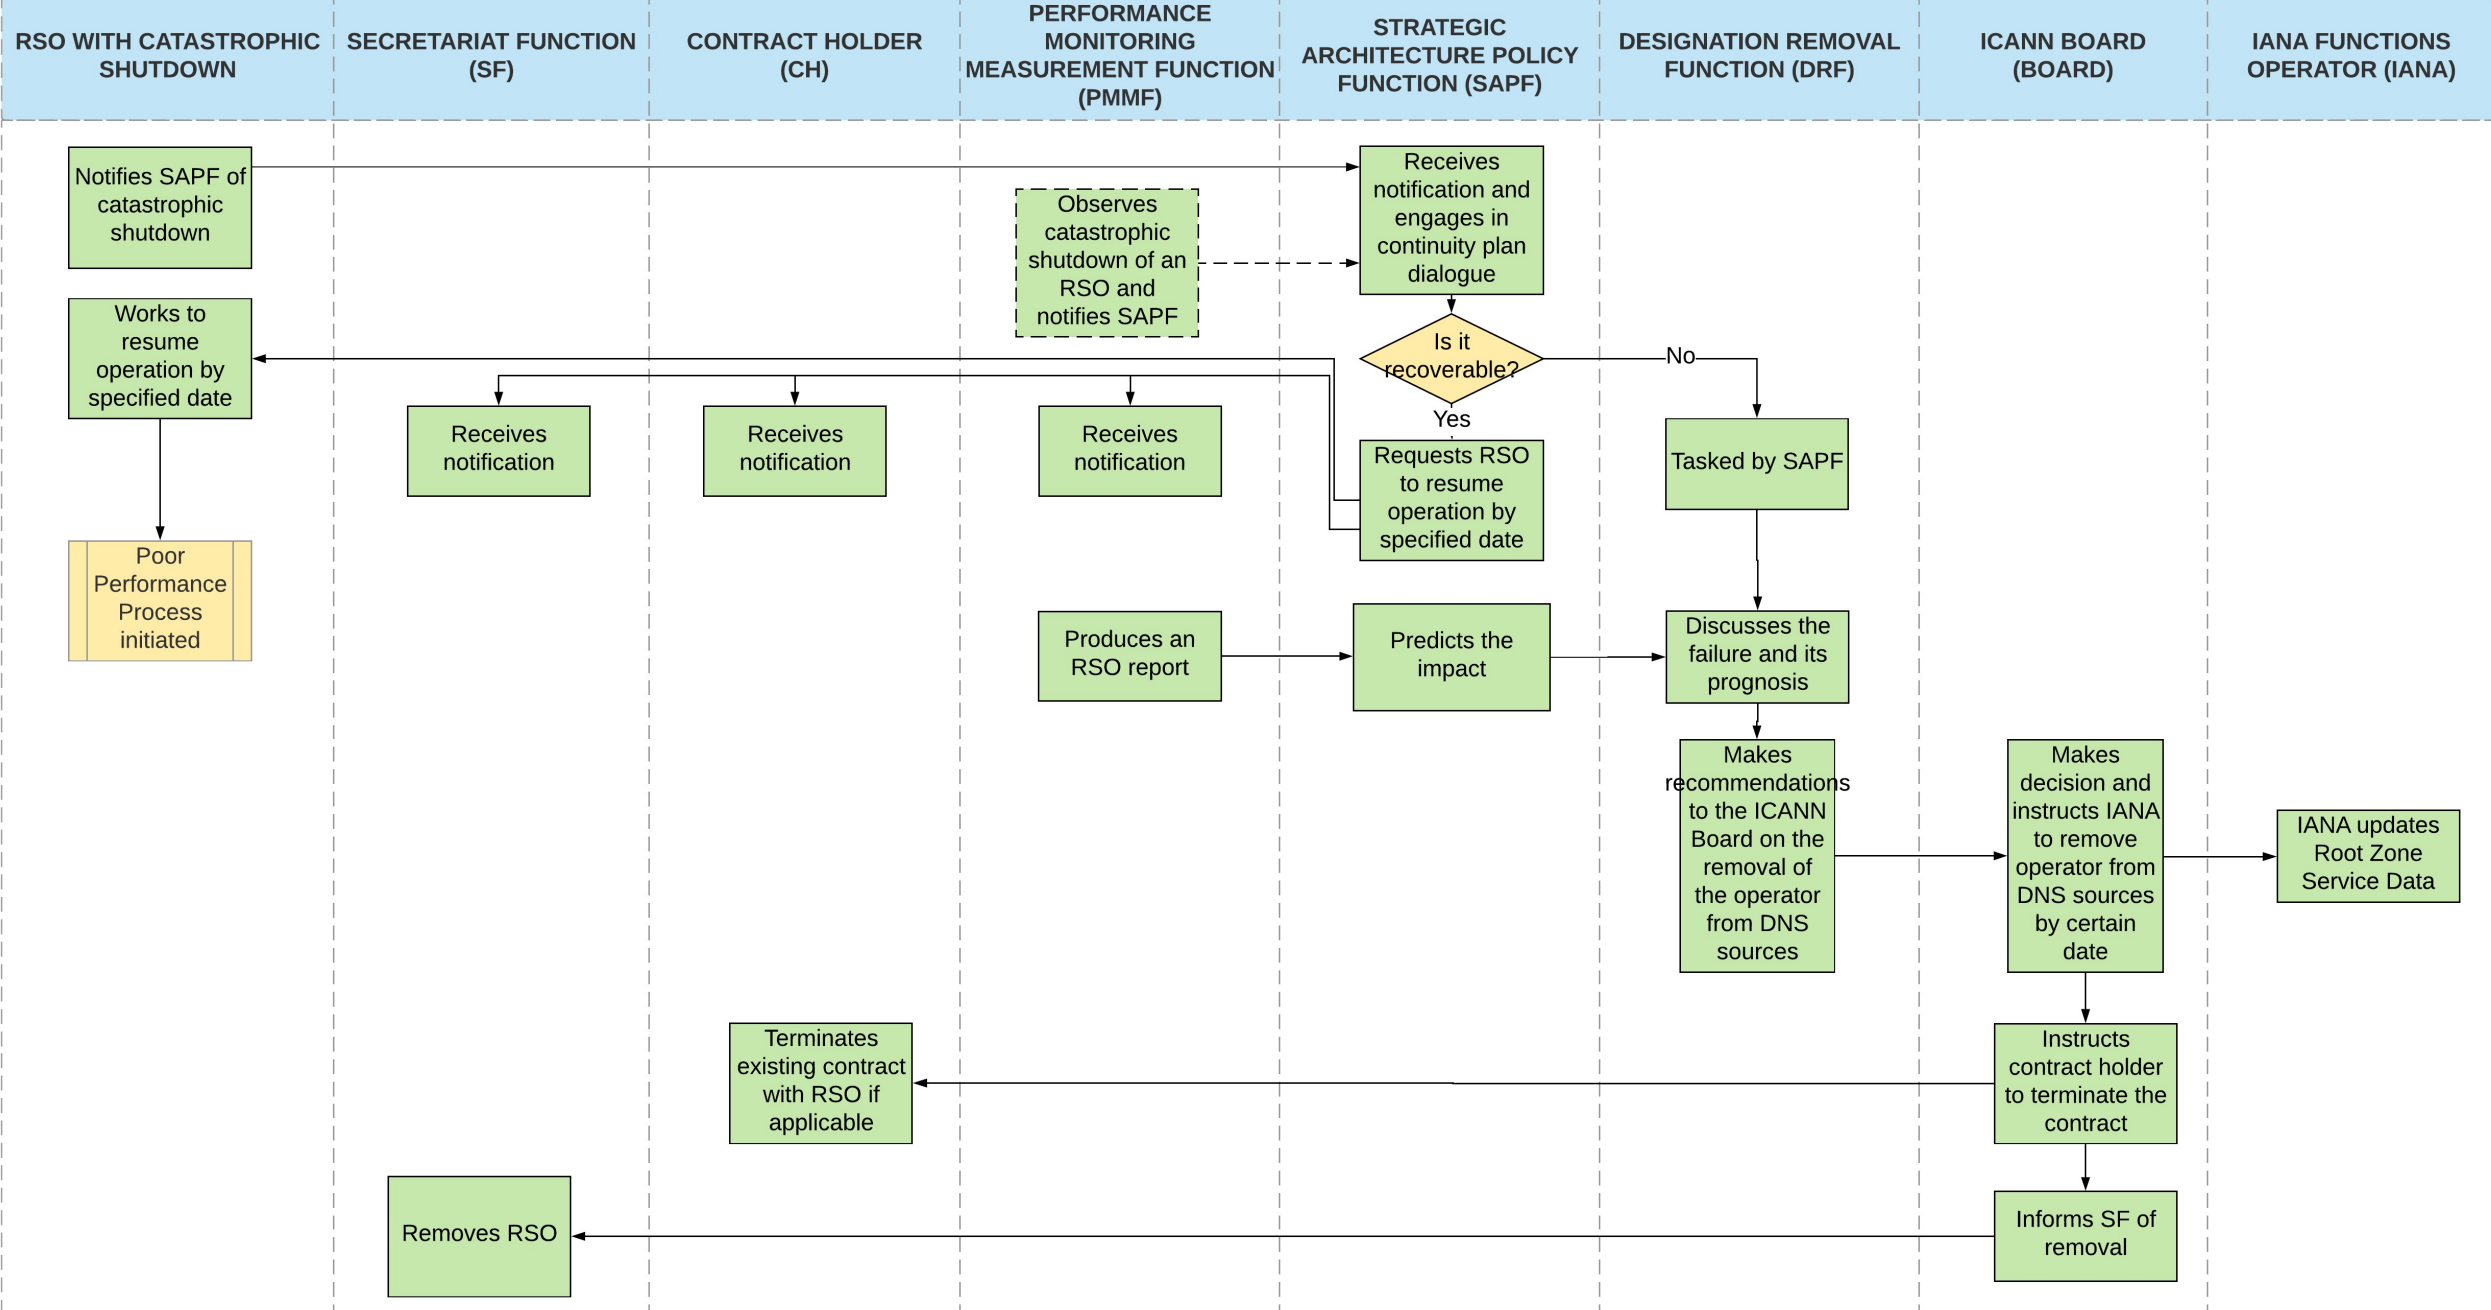 RSO WITH CATASTROPHIC
SHUTDOWN
SECRETARIAT FUNCTION
(SF)
CONTRACT HOLDER
(CH)
PERFORMANCE
MONITORING
MEASUREMENT FUNCTION
(PMMF)
STRATEGIC
ARCHITECTURE POLICY
FUNCTION (SAPF)
DESIGNATION REMOVAL
FUNCTION (DRF)
ICANN BOARD
(BOARD)
IANA FUNCTIONS
OPERATOR (IANA)
Notifies SAPF of
catastrophic
shutdown
Observes
catastrophic
shutdown of an
RSO and
notifies SAPF
Receives
notification and
engages in
continuity plan
dialogue
Works to
resume
operation by
specified date
Is it
recoverable?
No
Yes
Receives
notification
Receives
notification
Receives
notification
Requests RSO
to resume
operation by
specified date
Tasked by SAPF
Poor
Performance
Process
initiated
Produces an
RSO report
Predicts the
impact
Discusses the
failure and its
prognosis
Makes
recommendations
to the ICANN
Board on the
removal of
the operator
from DNS
sources
Makes
decision and
instructs IANA
to remove
operator from
DNS sources
by certain
date
IANA updates
Root Zone
Service Data
Terminates
existing contract
with RSO if
applicable
Instructs
contract holder
to terminate the
contract
Removes RSO
Informs SF of
removal